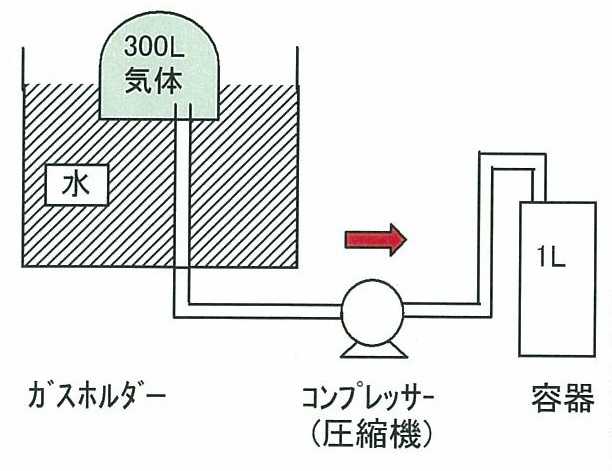 300L
気体
水
1L
ｶﾞｽﾎﾙﾀﾞｰ
ｺﾝﾌﾟﾚｯｻｰ
(圧縮機)
容器